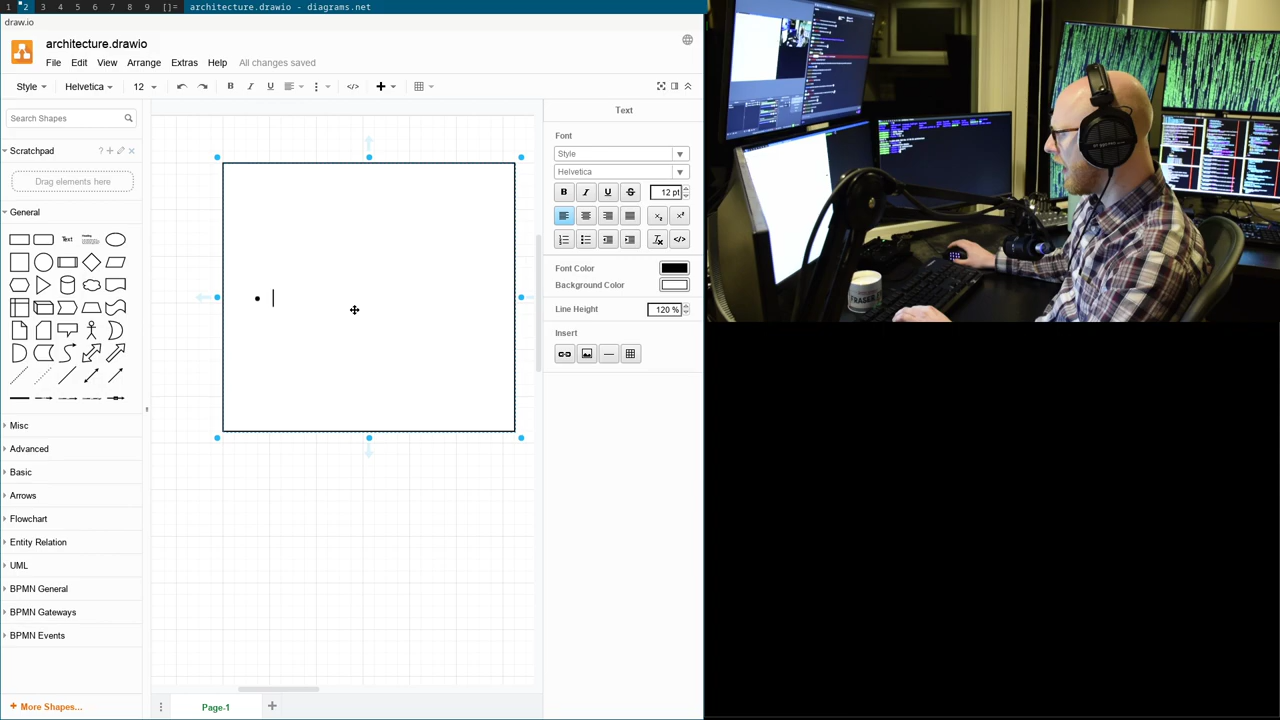 1 2 3 4 5 6 7 8 9 []= architecture.drawio - diagrams.net
draw.io
architecture.drawio
File Edit View Arrange Extras Help All changes saved
Style Helvetica 12 B I U
Search Shapes
Scratchpad
Drag elements here
General
Text
Heading
Misc
Advanced
Basic
Arrows
Flowchart
Entity Relation
UML
BPMN General
BPMN Gateways
BPMN Events
+ More Shapes...
Page-1
Text
Font
Style
Helvetica
B I U S 12 pt
Font Color
Background Color
Line Height 120 %
Insert
FRASER